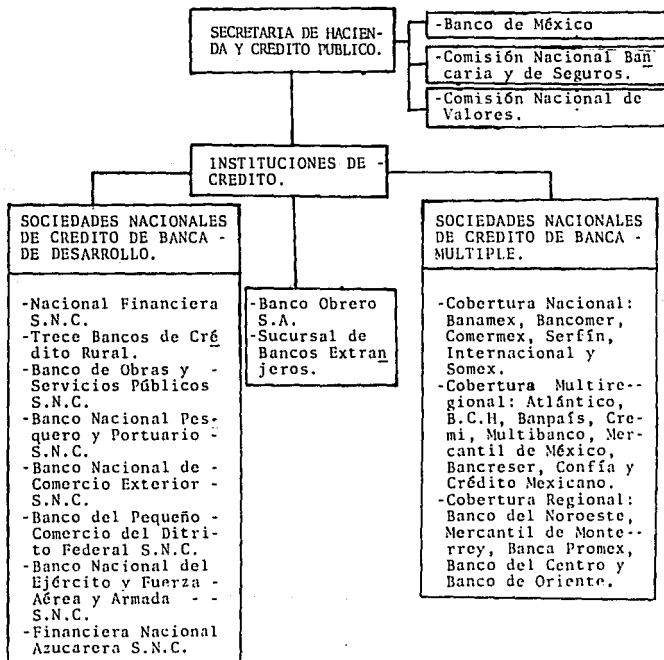 SECRETARIA DE HACIEN-
DA Y CREDITO PUBLICO.
-Banco de México
-Comisión Nacional Ban
caria y de Seguros.
-Comisión Nacional de
Valores.
INSTITUCIONES DE -
CREDITO.
SOCIEDADES NACIONALES
DE CREDITO DE BANCA -
DE DESARROLLO.
-Nacional Financiera
S.N.C.
-Trece Bancos de Cré
dito Rural.
-Banco de Obras y -
Servicios Públicos
S.N.C.
-Banco Nacional Pes-
quero y Portuario -
S.N.C.
-Banco Nacional de -
Comercio Exterior -
S.N.C.
-Banco del Pequeño -
Comercio del Ditri-
to Federal S.N.C.
-Banco Nacional del
Ejército y Fuerza -
Aérea y Armada - -
S.N.C.
-Financiera Nacional
Azucarera S.N.C.
-Banco Obrero
S.A.
-Sucursal de
Bancos Extran
jeros.
SOCIEDADES NACIONALES
DE CREDITO DE BANCA -
MULTIPLE.
-Cobertura Nacional:
Banamex, Bancomer,
Comermex, Serfín,
Internacional y
Somex.
-Cobertura Multire--
gional: Atlántico,
B.C.H, Banpaís, Cre-
mi, Multibanco, Mer-
cantil de México,
Bancreser, Confía y
Crédito Mexicano.
-Cobertura Regional:
Banco del Noroeste,
Mercantil de Monte--
rrey, Banca Promex,
Banco del Centro y
Banco de Oriente.